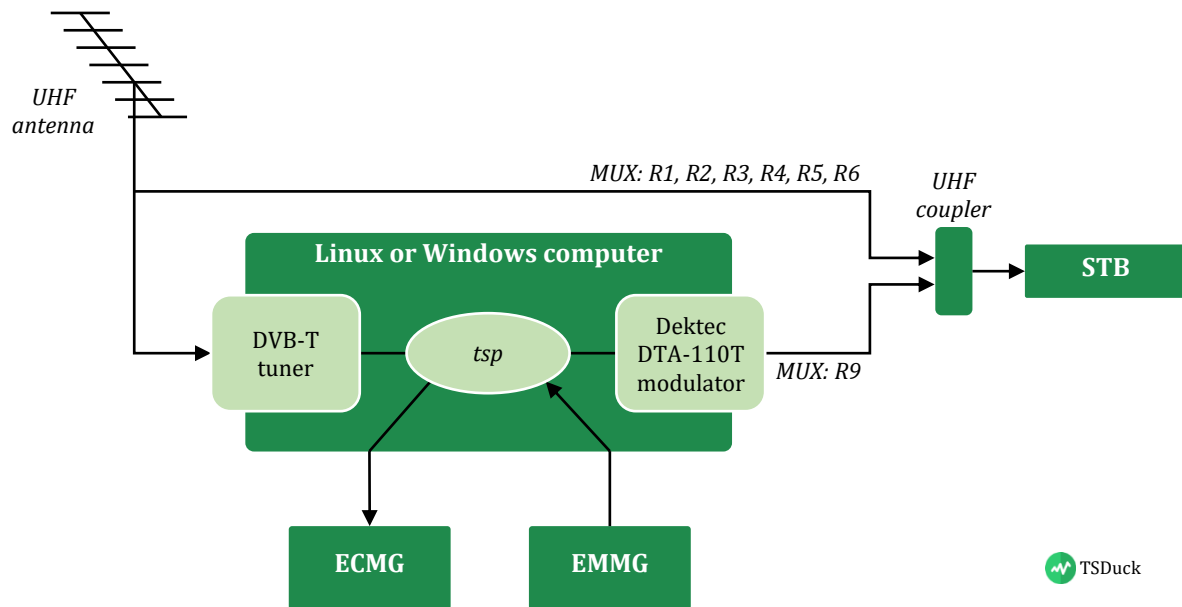 UHF
antenna
MUX: R1, R2, R3, R4, R5, R6
UHF
coupler
Linux or Windows computer
STB
DVB-T
tuner
tsp
Dektec
DTA-110T
modulator
MUX: R9
ECMG
EMMG
TSDuck